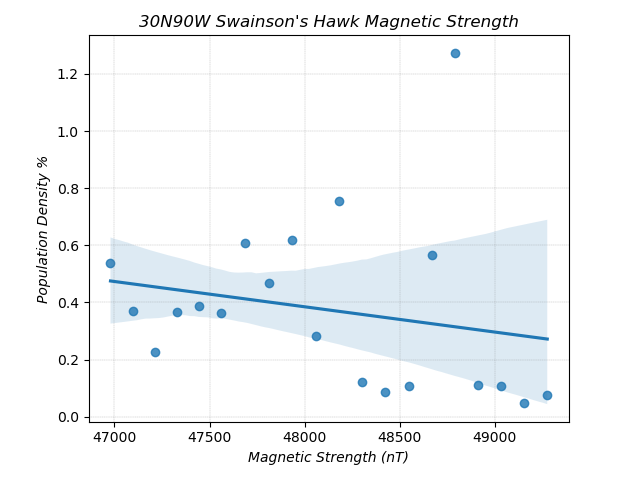 30N90W Swainson's Hawk Magnetic Strength
Population Density %
1.2
1.0
0.8
0.6
0.4
0.2
0.0
47000 47500 48000 48500 49000
Magnetic Strength (nT)